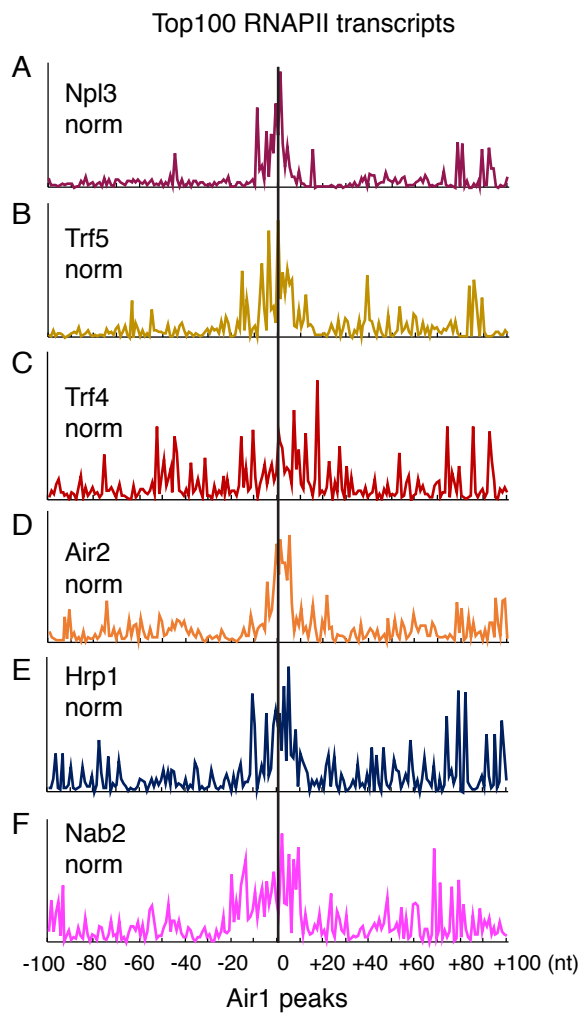 Top100 RNAPII transcripts
A
Npl3
norm
B
Trf5
norm
C
Trf4
norm
D
Air2
norm
E
Hrp1
norm
F
Nab2
norm
-100 -80 -60 -40 -20 0 +20 +40 +60 +80 +100 (nt)
Air1 peaks